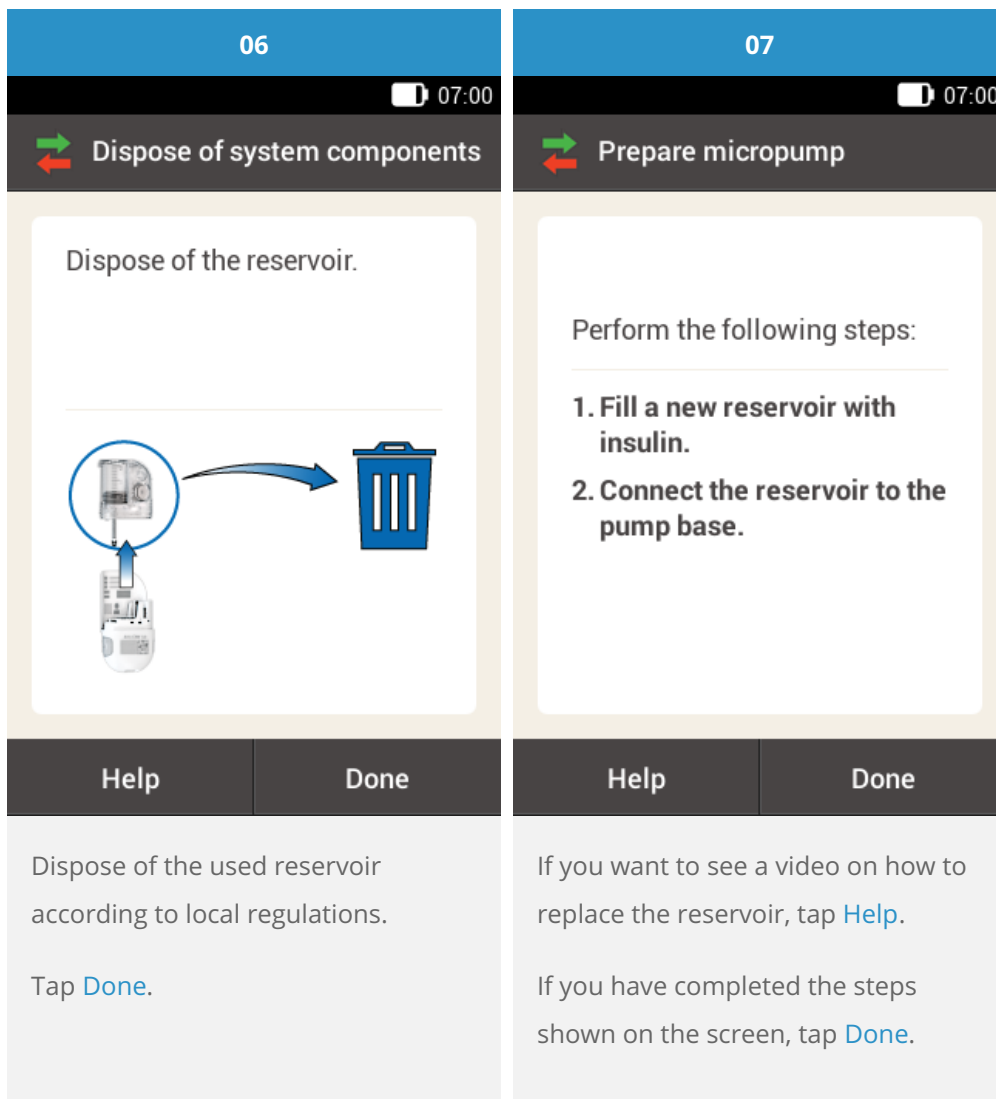 06
07:00
Dispose of system components
Dispose of the reservoir.
Help
Done
Dispose of the used reservoir
according to local regulations.
Tap Done.
07
07:00
Prepare micropump
Perform the following steps:
1. Fill a new reservoir with
insulin.
2. Connect the reservoir to the
pump base.
Help
Done
If you want to see a video on how to
replace the reservoir, tap Help.
If you have completed the steps
shown on the screen, tap Done.